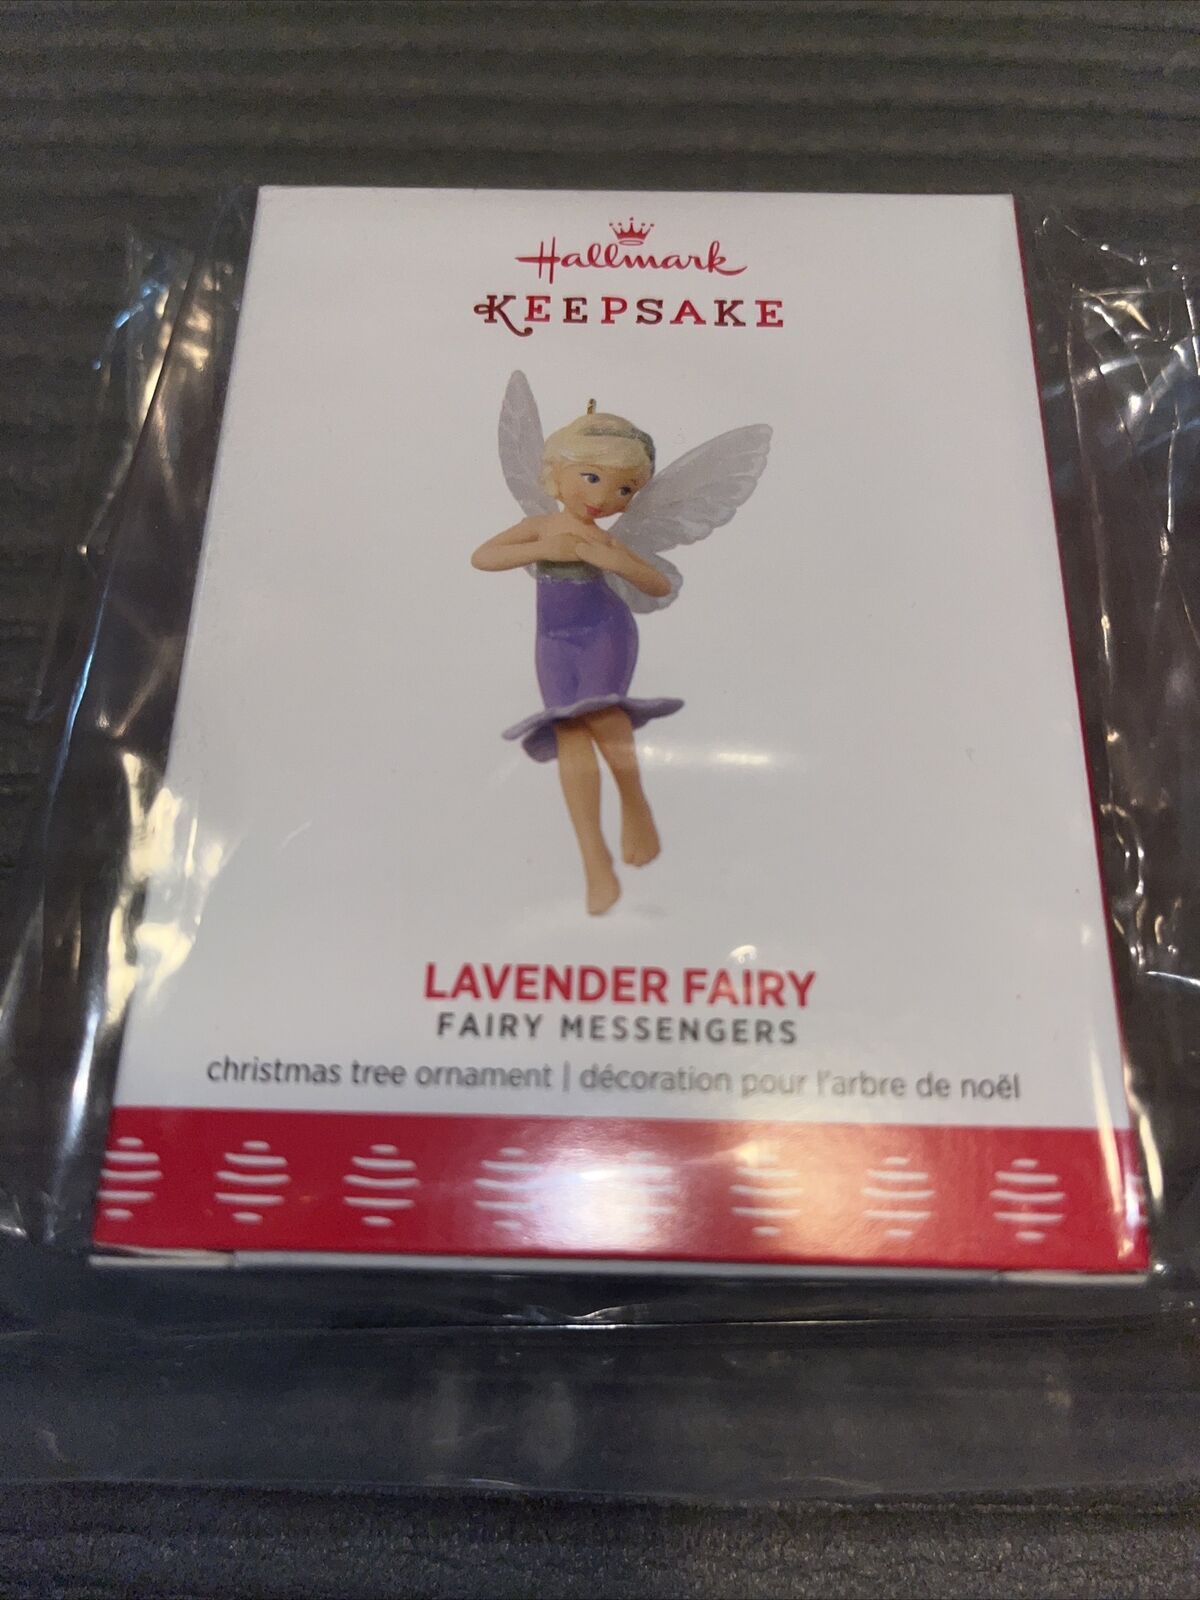 Hallmark
KEEPSAKE
LAVENDER FAIRY
FAIRY MESSENGERS
christmas tree ornament | décoration pour l'arbre de noël